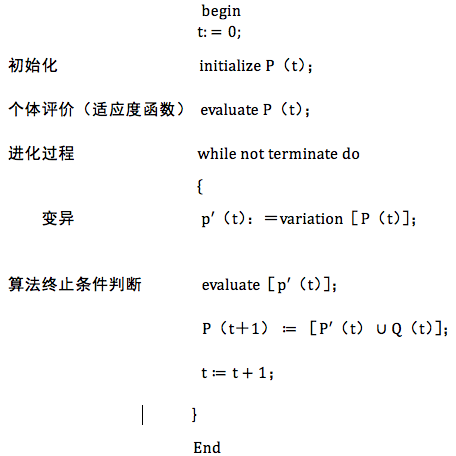 begin
t: = 0;
初始化 initialize P（t）；
个体评价（适应度函数） evaluate P（t）；
进化过程 while not terminate do
{
变异 p′（t）：＝variation［P（t）］；
算法终止条件判断 evaluate［p′（t）］；
P（t＋1） ≔ ［P′（t）∪Q（t）］；
t ≔ t + 1；
}
End